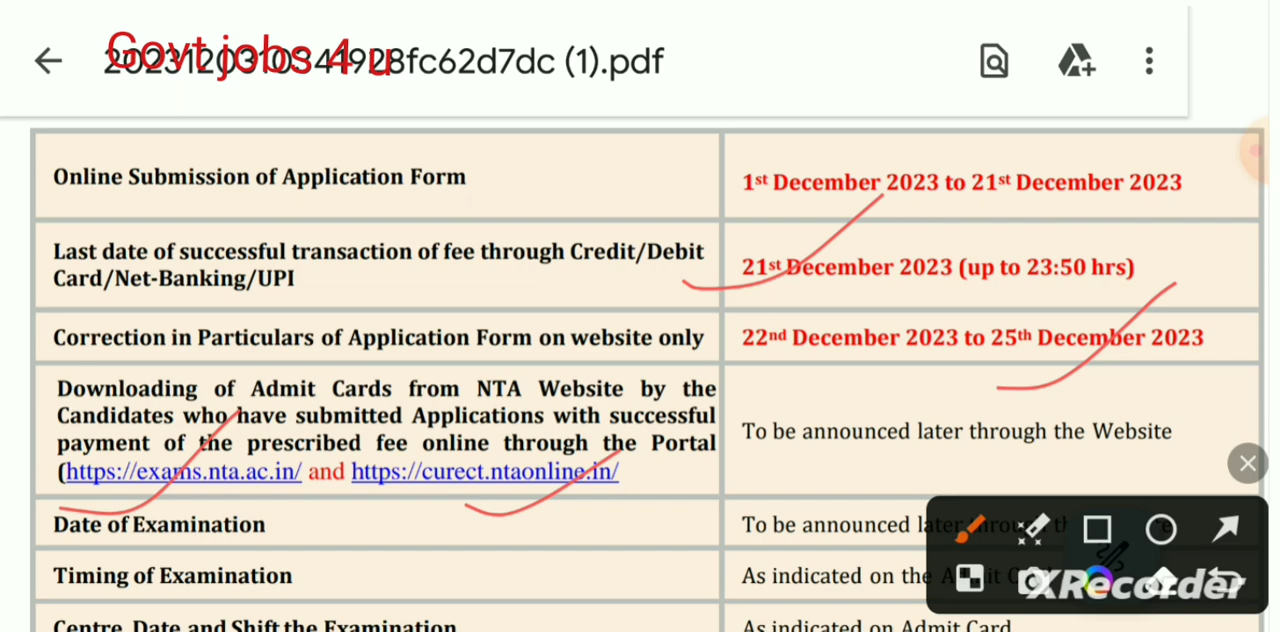 Govt jobs 4 u
20231203103419 28fc62d7dc (1).pdf
Online Submission of Application Form
1st December 2023 to 21st December 2023
Last date of successful transaction of fee through Credit/Debit
Card/Net-Banking/UPI
21st December 2023 (up to 23:50 hrs)
Correction in Particulars of Application Form on website only
22nd December 2023 to 25th December 2023
Downloading of Admit Cards from NTA Website by the
Candidates who have submitted Applications with successful
payment of the prescribed fee online through the Portal
(https://exams.nta.ac.in/ and https://curect.ntaonline.in/
To be announced later through the Website
Date of Examination
To be announced later through
Timing of Examination
As indicated on the Admit
Centre, Date and Shift the Examination
As indicated on Admit Card
XRecorder